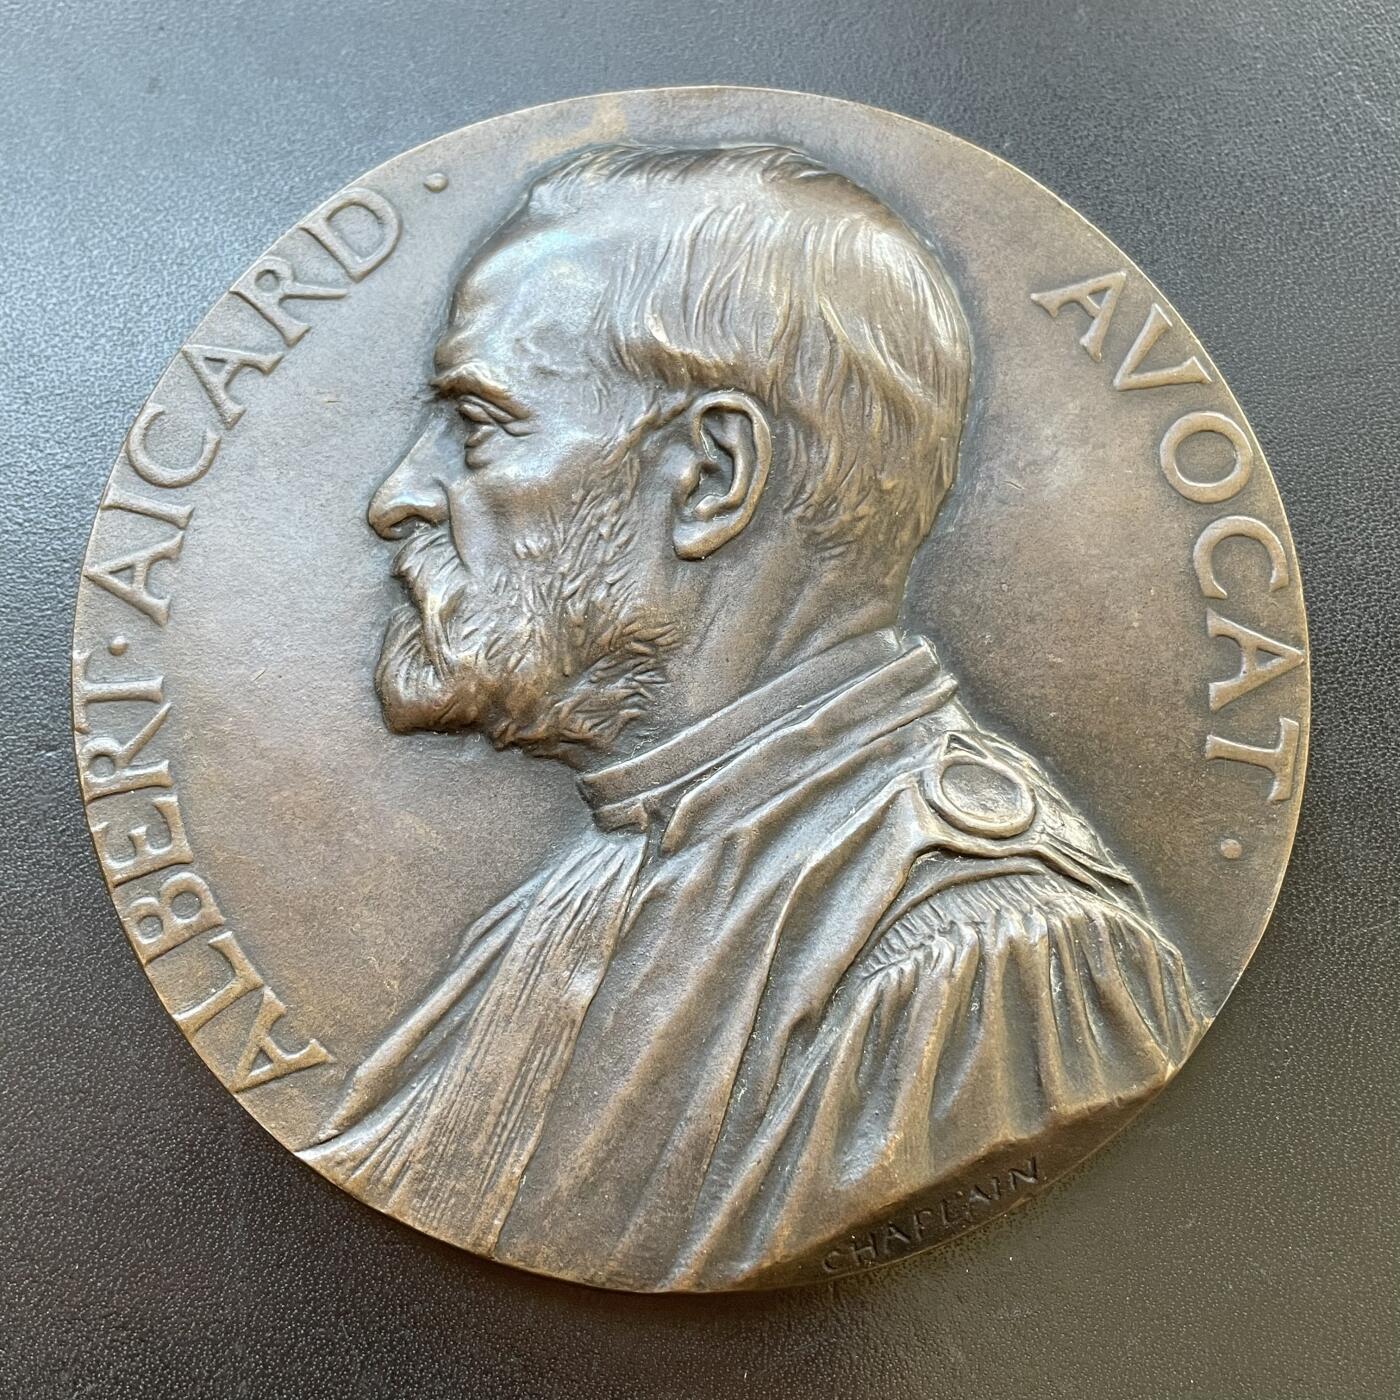 ALBERT · AICARD ·
AVOCAT ·
CHAPLAIN